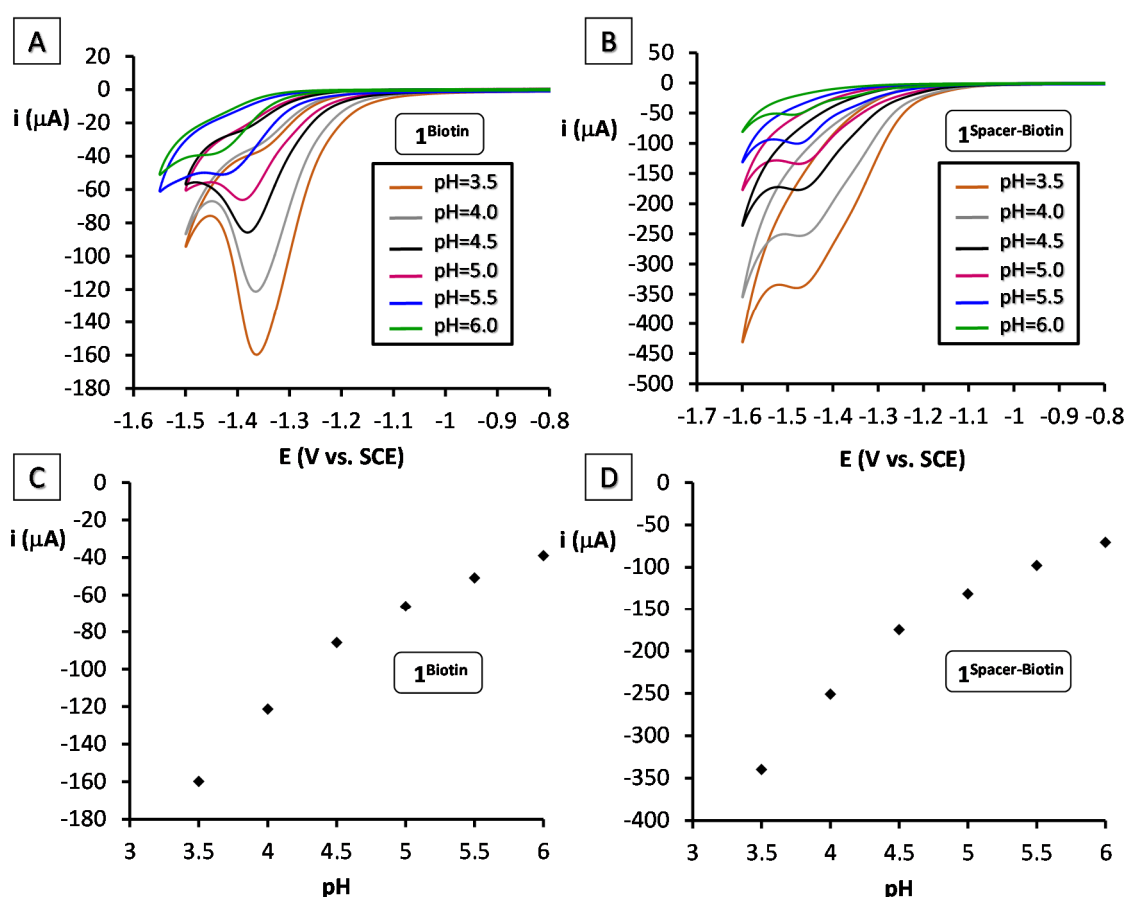 A
20
0
-20
-40
-60
-80
-100
-120
-140
-160
-180
i (μA)
1Biotin
pH=3.5
pH=4.0
pH=4.5
pH=5.0
pH=5.5
pH=6.0
-1.6 -1.5 -1.4 -1.3 -1.2 -1.1 -1 -0.9 -0.8
E (V vs. SCE)
B
50
0
-50
-100
-150
-200
-250
-300
-350
-400
-450
-500
i (μA)
1Spacer-Biotin
pH=3.5
pH=4.0
pH=4.5
pH=5.0
pH=5.5
pH=6.0
-1.7 -1.6 -1.5 -1.4 -1.3 -1.2 -1.1 -1 -0.9 -0.8
E (V vs. SCE)
C
0
-20
-40
-60
-80
-100
-120
-140
-160
-180
i (μA)
1Biotin
3 3.5 4 4.5 5 5.5 6
pH
D
0
-50
-100
-150
-200
-250
-300
-350
-400
i (μA)
1Spacer-Biotin
3 3.5 4 4.5 5 5.5 6
pH